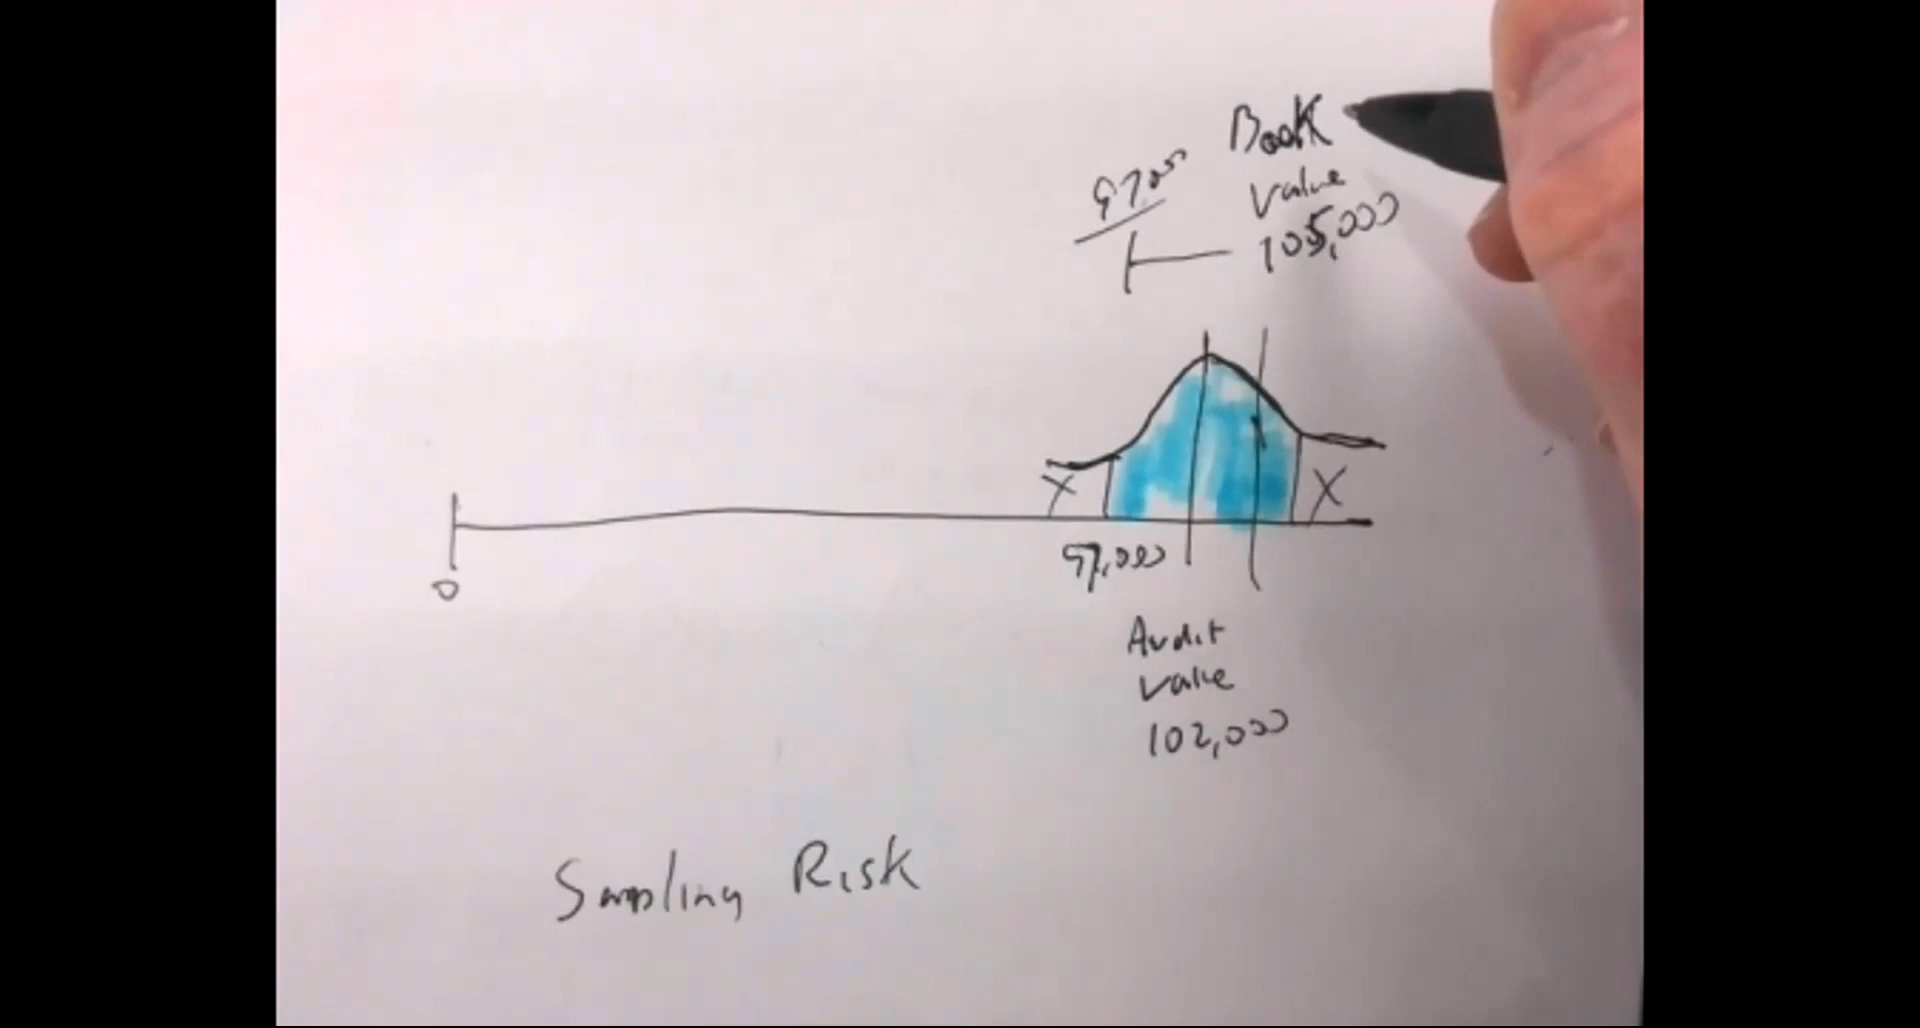 Book
97,000
value
105,000
X
X
97,000
0
Audit
value
102,000
Sampling Risk